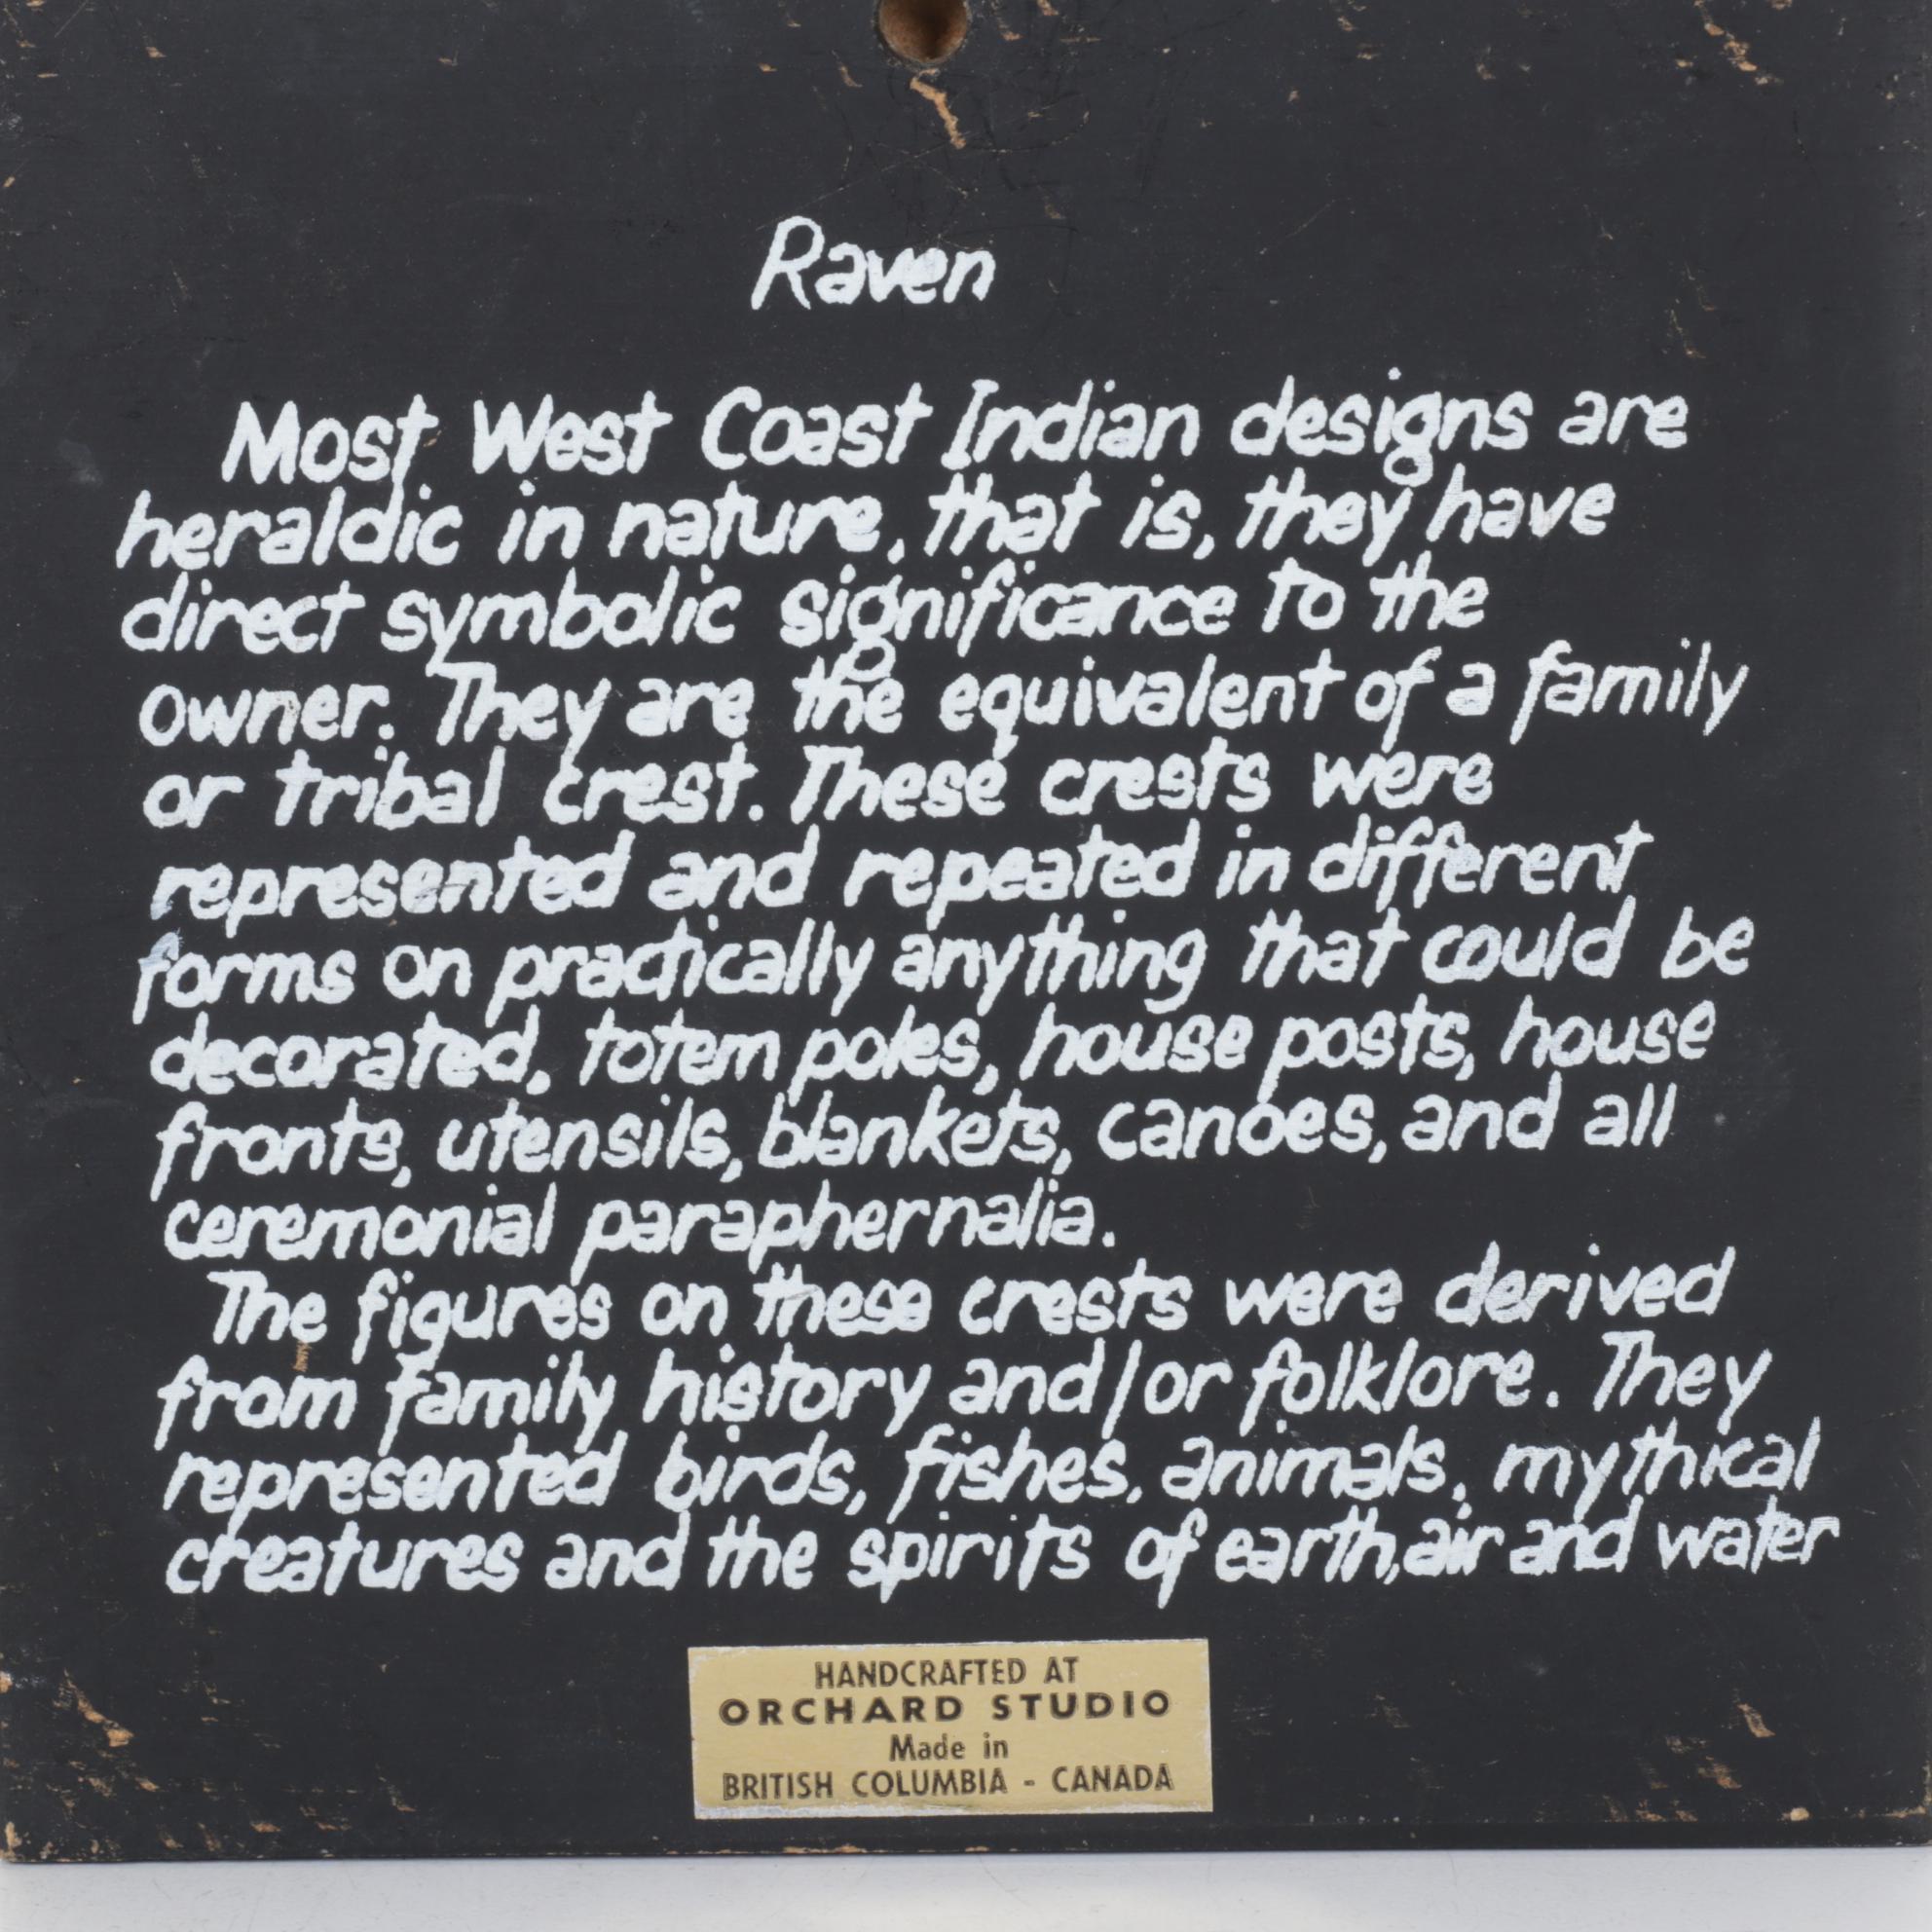 Raven
Most West Coast Indian designs are
heraldic in nature, that is, they have
direct symbolic significance to the
owner. They are the equivalent of a family
or tribal crest. These crests were
represented and repeated in different
forms on practically anything that could be
decorated, totem poles, house posts, house
fronts, utensils, blankets, canoes, and all
ceremonial paraphernalia.
The figures on these crests were derived
from family history and/or folklore. They
represented birds, fishes, animals, mythical
creatures and the spirits of earth, air and water
HANDCRAFTED AT
ORCHARD STUDIO
Made in
BRITISH COLUMBIA - CANADA